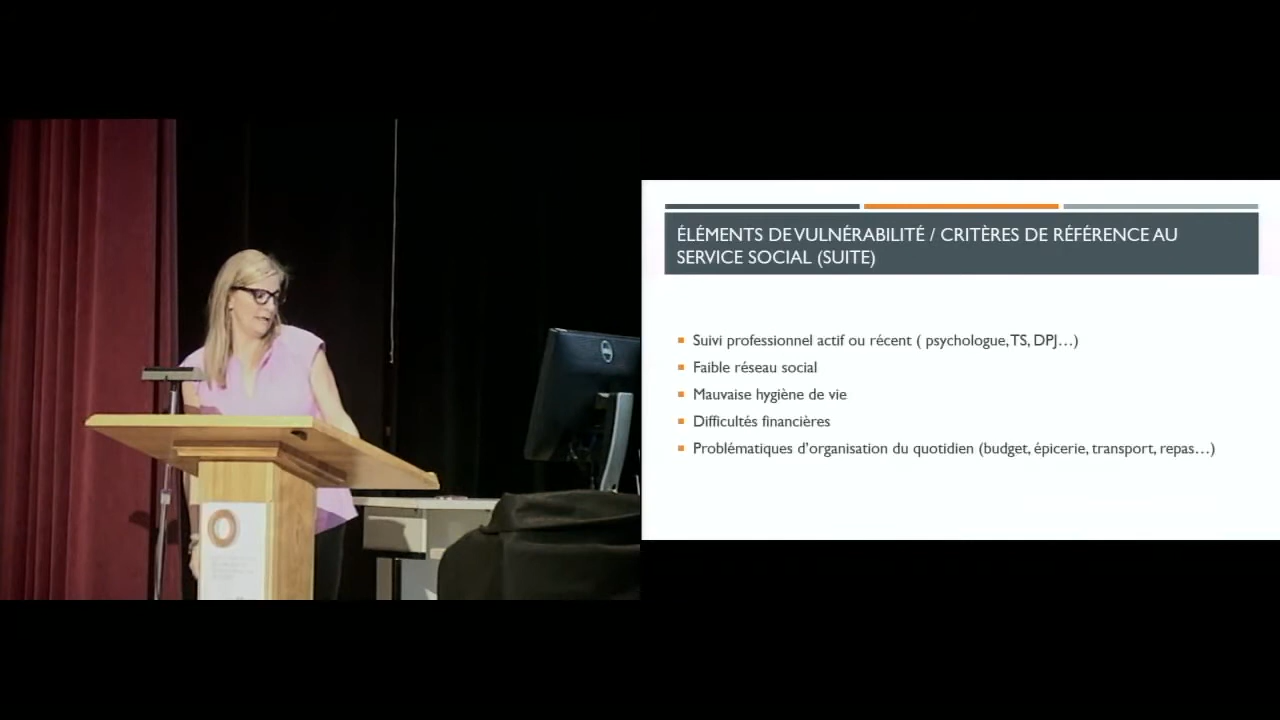 ÉLÉMENTS DE VULNÉRABILITÉ / CRITÈRES DE RÉFÉRENCE AU
SERVICE SOCIAL (SUITE)
Suivi professionnel actif ou récent ( psychologue, TS, DPJ…)
Faible réseau social
Mauvaise hygiène de vie
Difficultés financières
Problématiques d’organisation du quotidien (budget, épicerie, transport, repas…)